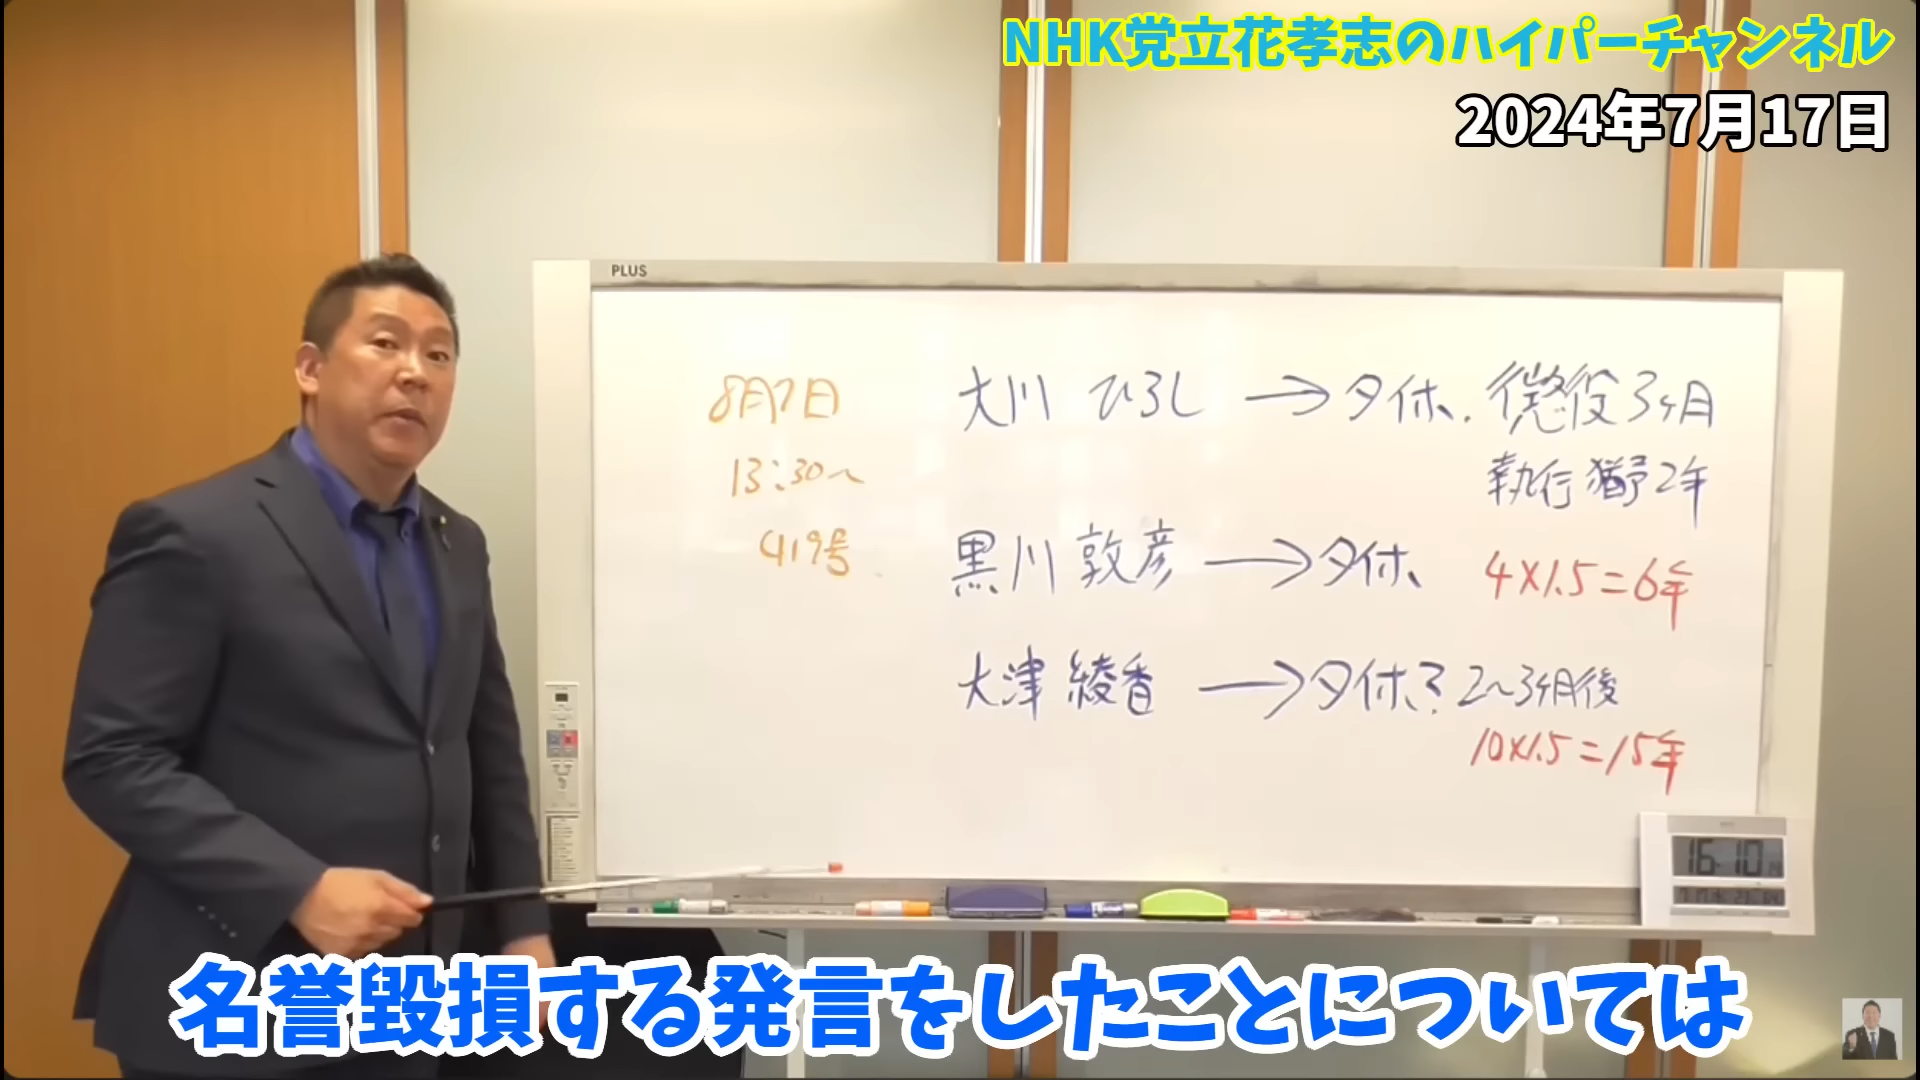 NHK党立花孝志のハイパーチャンネル
2024年7月17日
PLUS
8月7日
13:30〜
419号
大川 ひろし → タイホ. 懲役3ヶ月
執行猶予2年
黒川 敦彦 → タイホ
4×1.5=6年
大津 綾香 → タイホ? 2〜3ヶ月後
10×1.5=15年
16:10
名誉毀損する発言をしたことについては